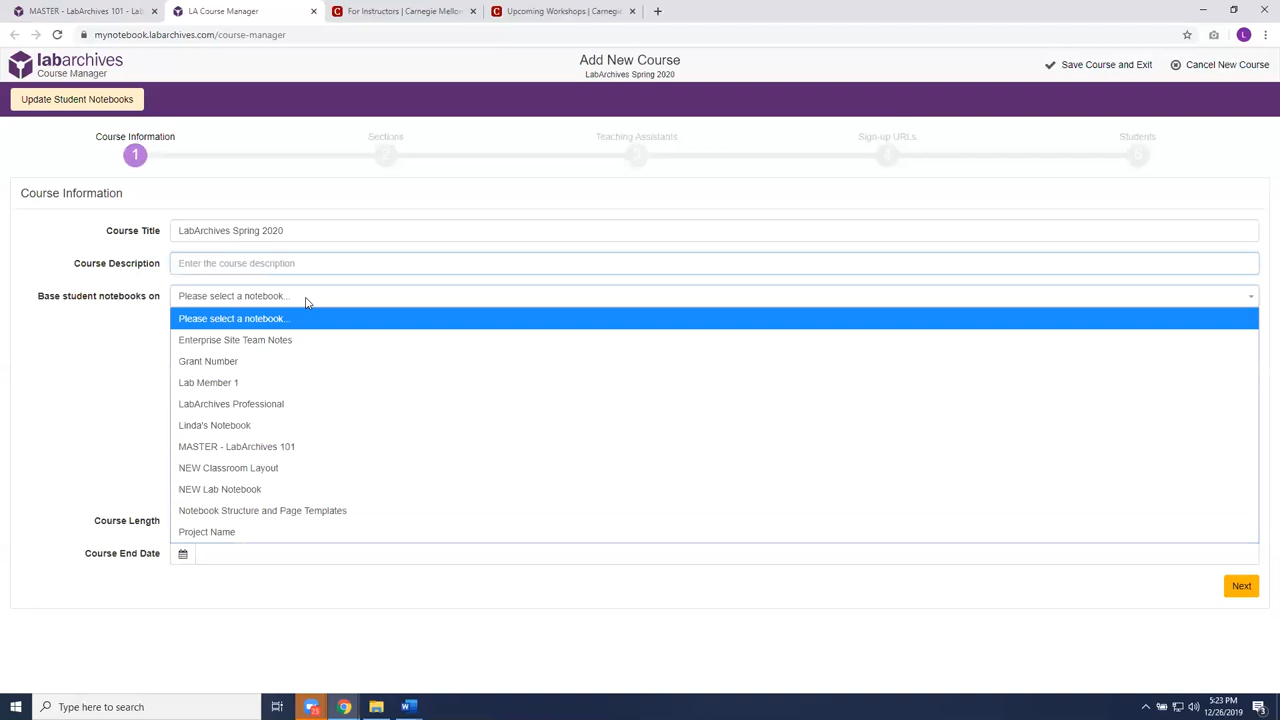 MASTER - LabArchives 101 - Lab
LA Course Manager
For Instructors | Carnegie Mellon
Upcoming Workshops | Carnegie
mynotebook.labarchives.com/course-manager
L
labarchives
Course Manager
Add New Course
LabArchives Spring 2020
Save Course and Exit
Cancel New Course
Update Student Notebooks
Course Information
Sections
Teaching Assistants
Sign-up URLs
Students
1
2
3
4
5
Course Information
Course Title
LabArchives Spring 2020
Course Description
Enter the course description
Base student notebooks on
Please select a notebook...
Please select a notebook...
Enterprise Site Team Notes
Grant Number
Lab Member 1
LabArchives Professional
Linda's Notebook
MASTER - LabArchives 101
NEW Classroom Layout
NEW Lab Notebook
Notebook Structure and Page Templates
Project Name
Course Length
Course End Date
Next
Type here to search
5:23 PM
12/26/2019